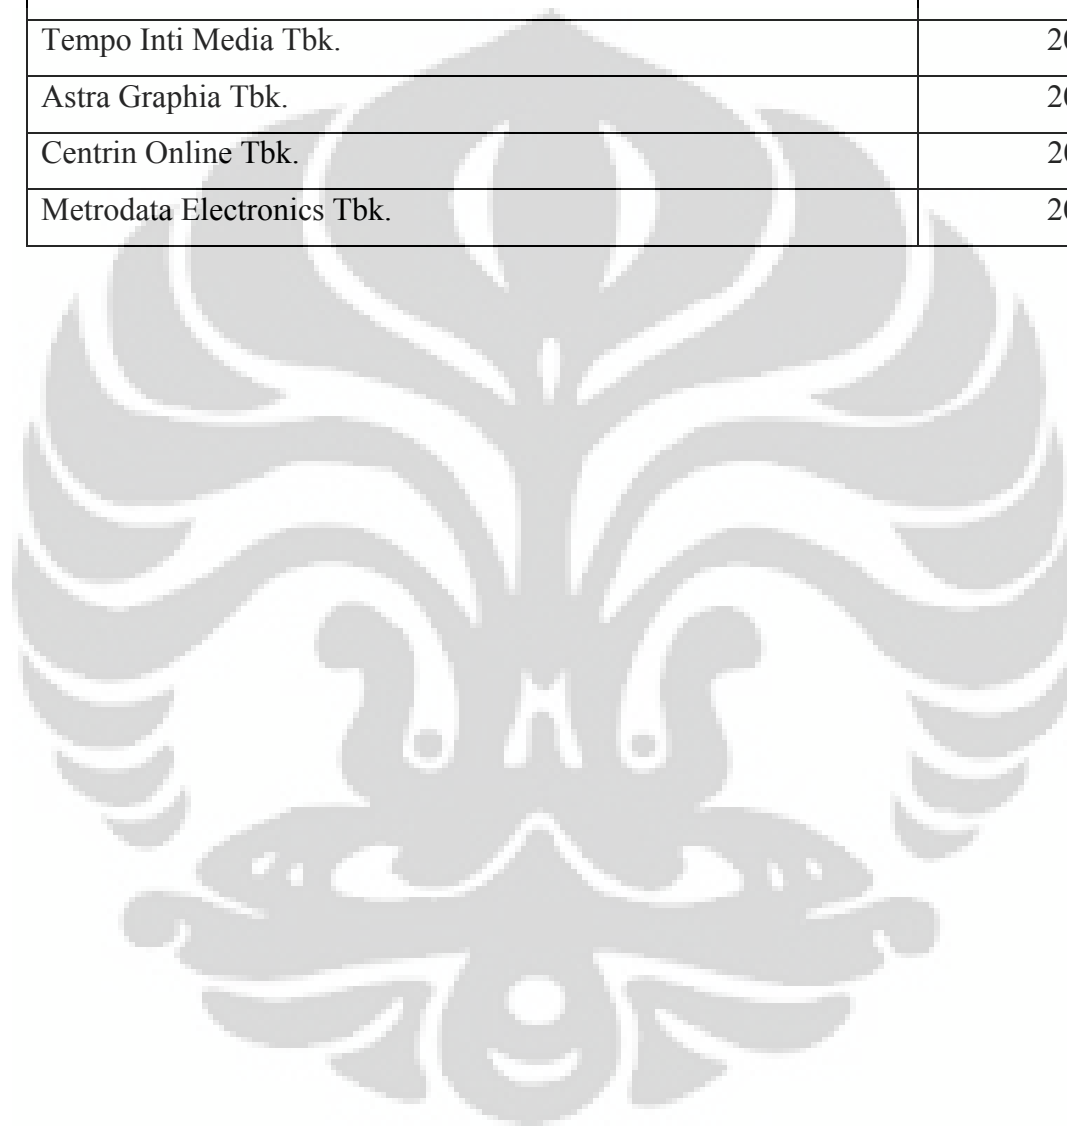 Tempo Inti Media Tbk.
Astra Graphia Tbk.
Centrin Online Tbk.
Metrodata Electronics Tbk.